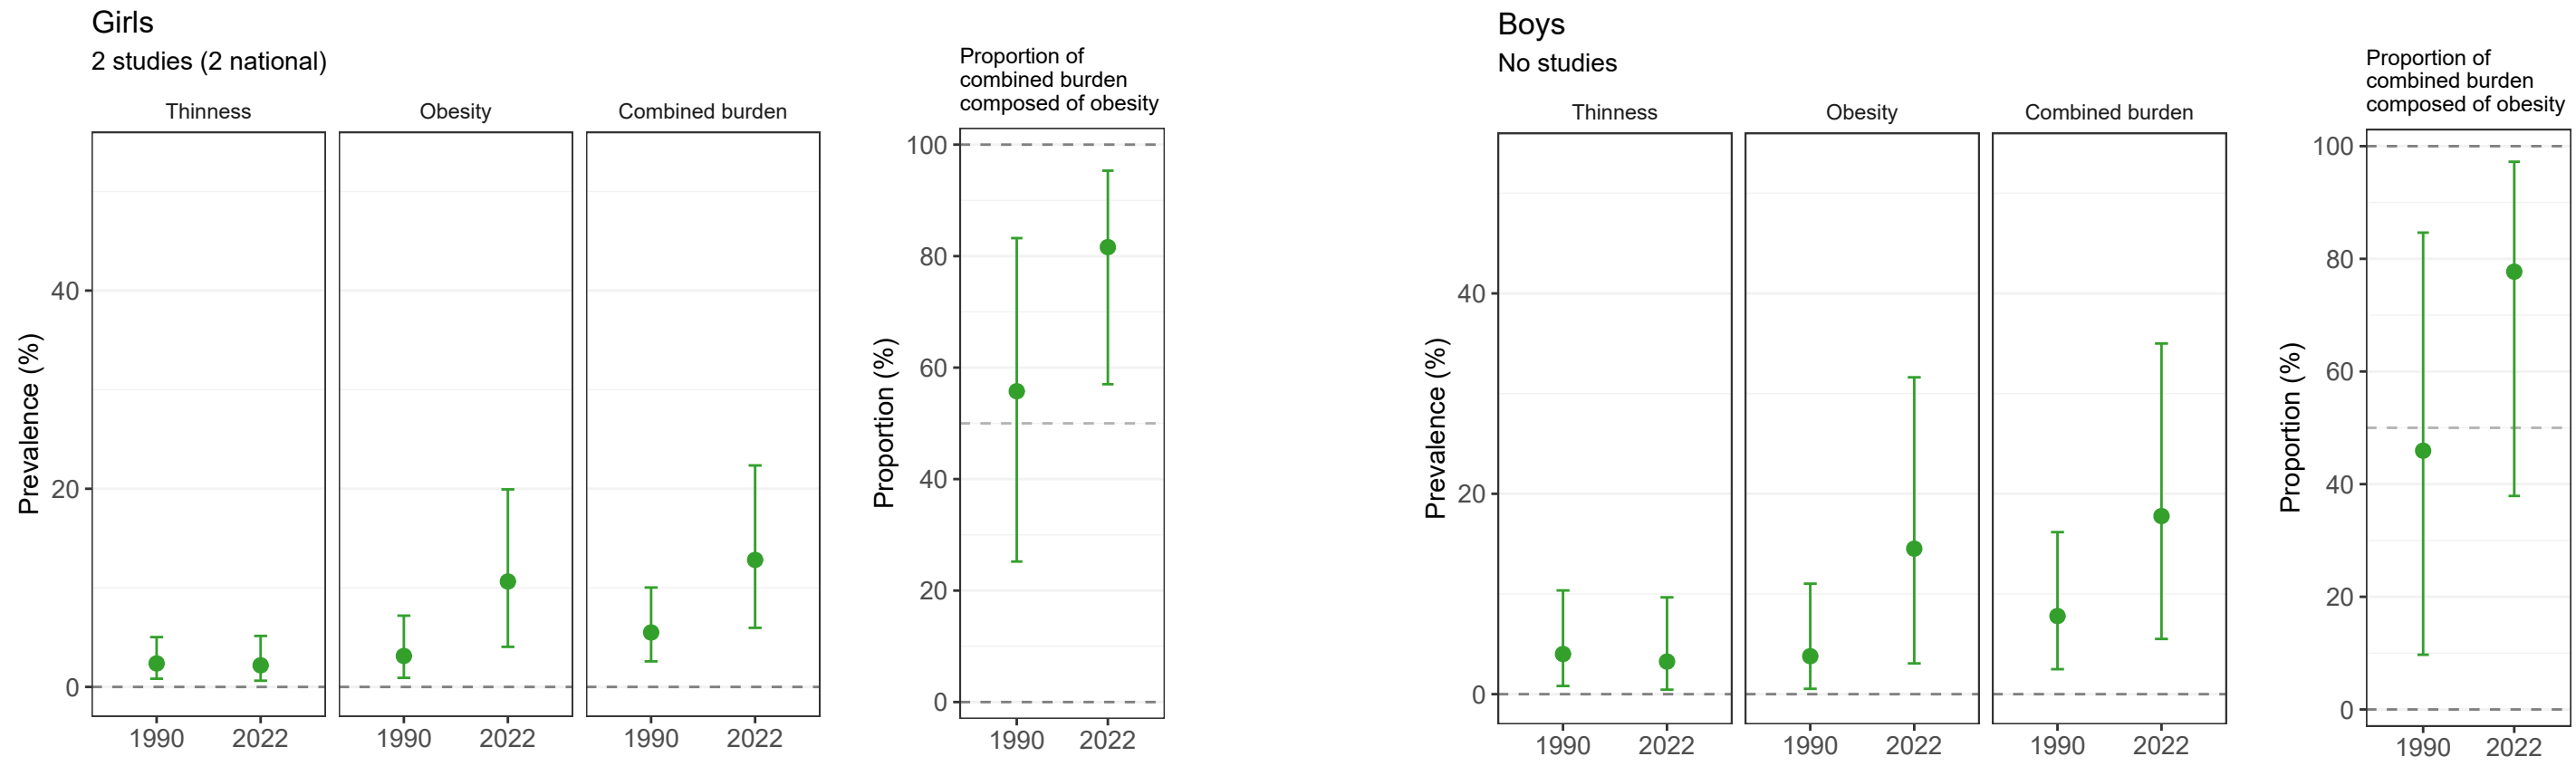 Girls
2 studies (2 national)
Thinness
Obesity
Combined burden
Prevalence (%)
40
20
0
1990 2022
1990 2022
1990 2022
Proportion of
combined burden
composed of obesity
Proportion (%)
100
80
60
40
20
0
1990 2022
Boys
No studies
Thinness
Obesity
Combined burden
Prevalence (%)
40
20
0
1990 2022
1990 2022
1990 2022
Proportion of
combined burden
composed of obesity
Proportion (%)
100
80
60
40
20
0
1990 2022